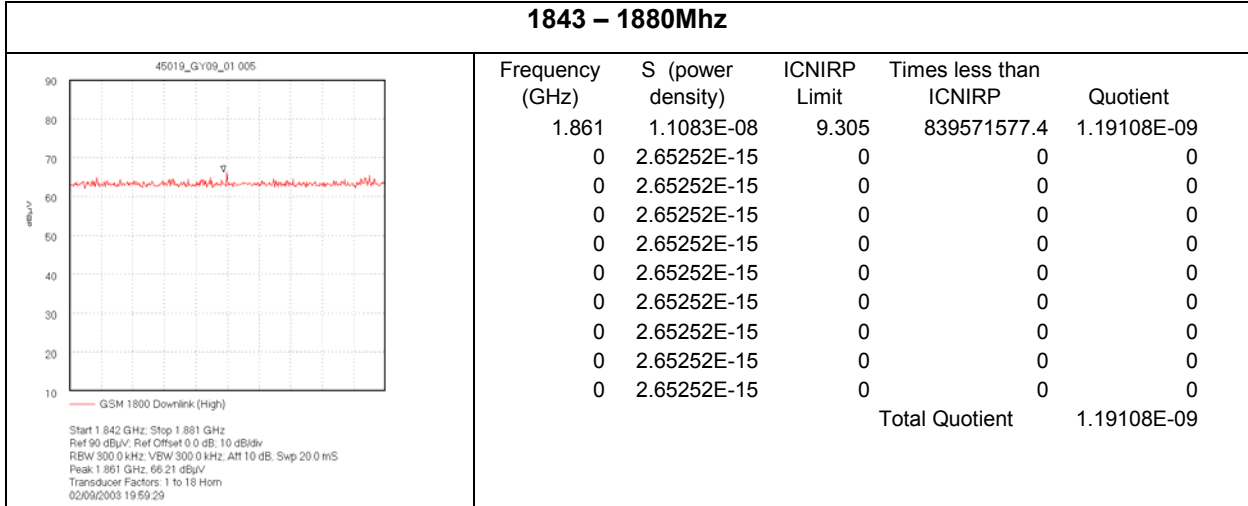 1843 – 1880Mhz
45019_GY09_01 005
90
80
70
60
50
40
30
20
10
dBµV
GSM 1800 Downlink (High)
Start 1.842 GHz; Stop 1.881 GHz
Ref 90 dBµV; Ref Offset 0.0 dB; 10 dB/div
RBW 300.0 kHz; VBW 300.0 kHz; Att 10 dB; Swp 20.0 mS
Peak 1.861 GHz, 66.21 dBµV
Transducer Factors: 1 to 18 Horn
02/09/2003 19:59:29
Frequency (GHz) S (power density) ICNIRP Limit Times less than ICNIRP Quotient
1.861 1.1083E-08 9.305 839571577.4 1.19108E-09
0 2.65252E-15 0 0 0
0 2.65252E-15 0 0 0
0 2.65252E-15 0 0 0
0 2.65252E-15 0 0 0
0 2.65252E-15 0 0 0
0 2.65252E-15 0 0 0
0 2.65252E-15 0 0 0
0 2.65252E-15 0 0 0
0 2.65252E-15 0 0 0
Total Quotient 1.19108E-09